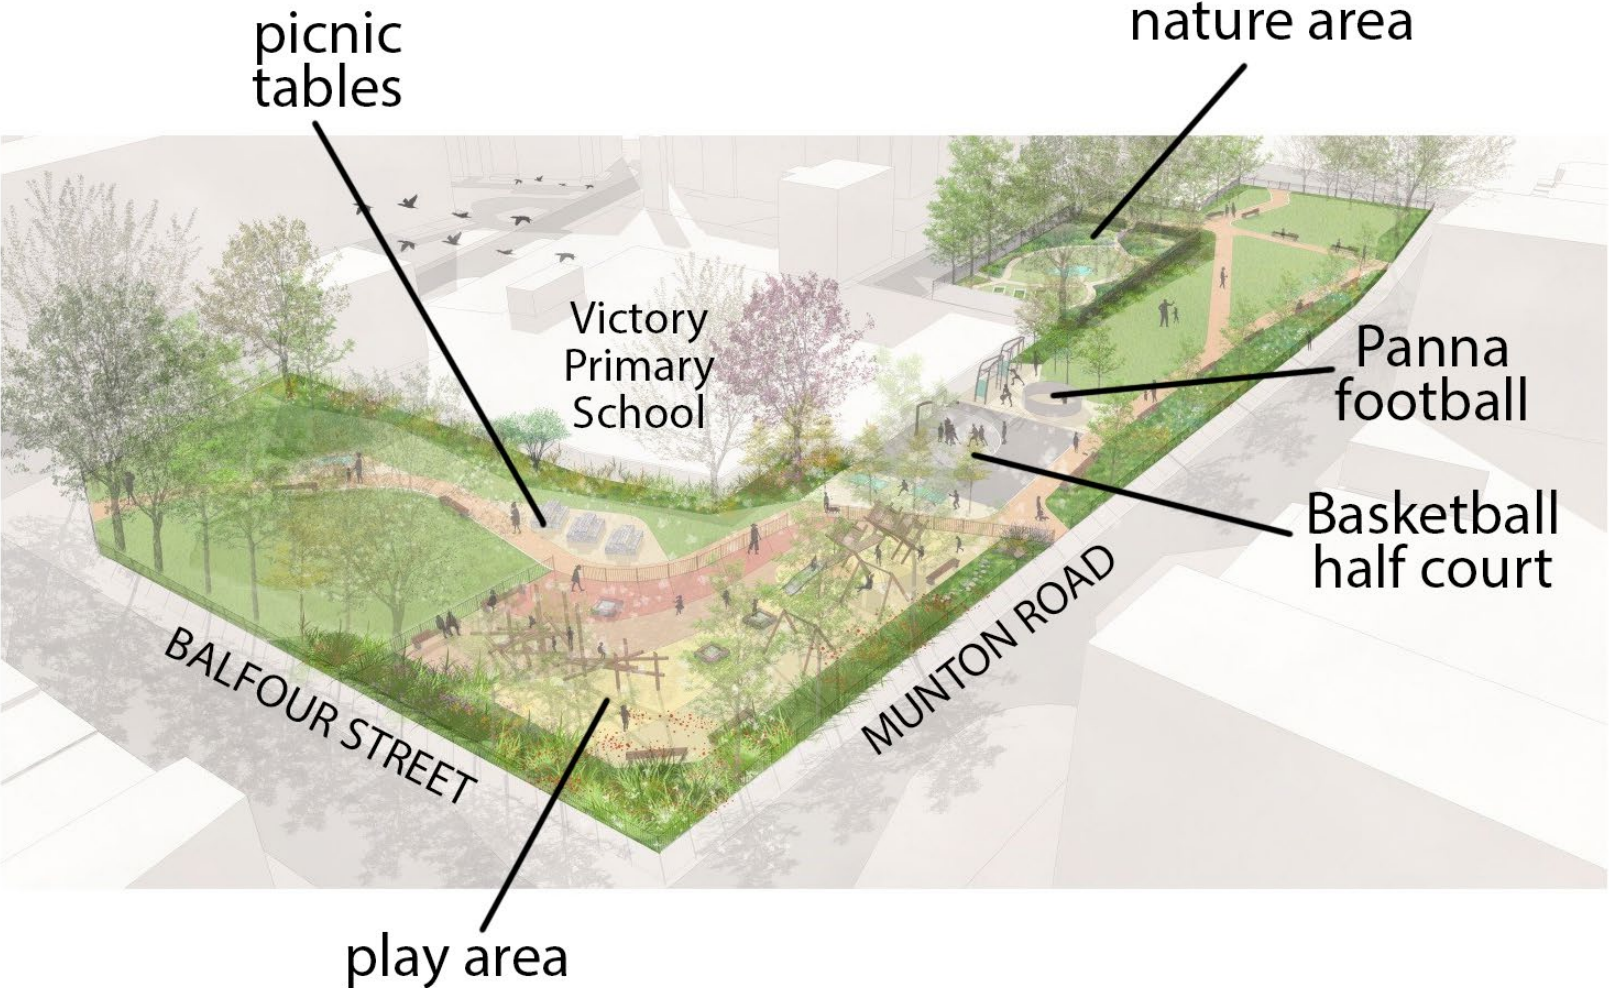 picnic
tables
nature area
Victory
Primary
School
Panna
football
Basketball
half court
BALFOUR STREET
MUNTON ROAD
play area